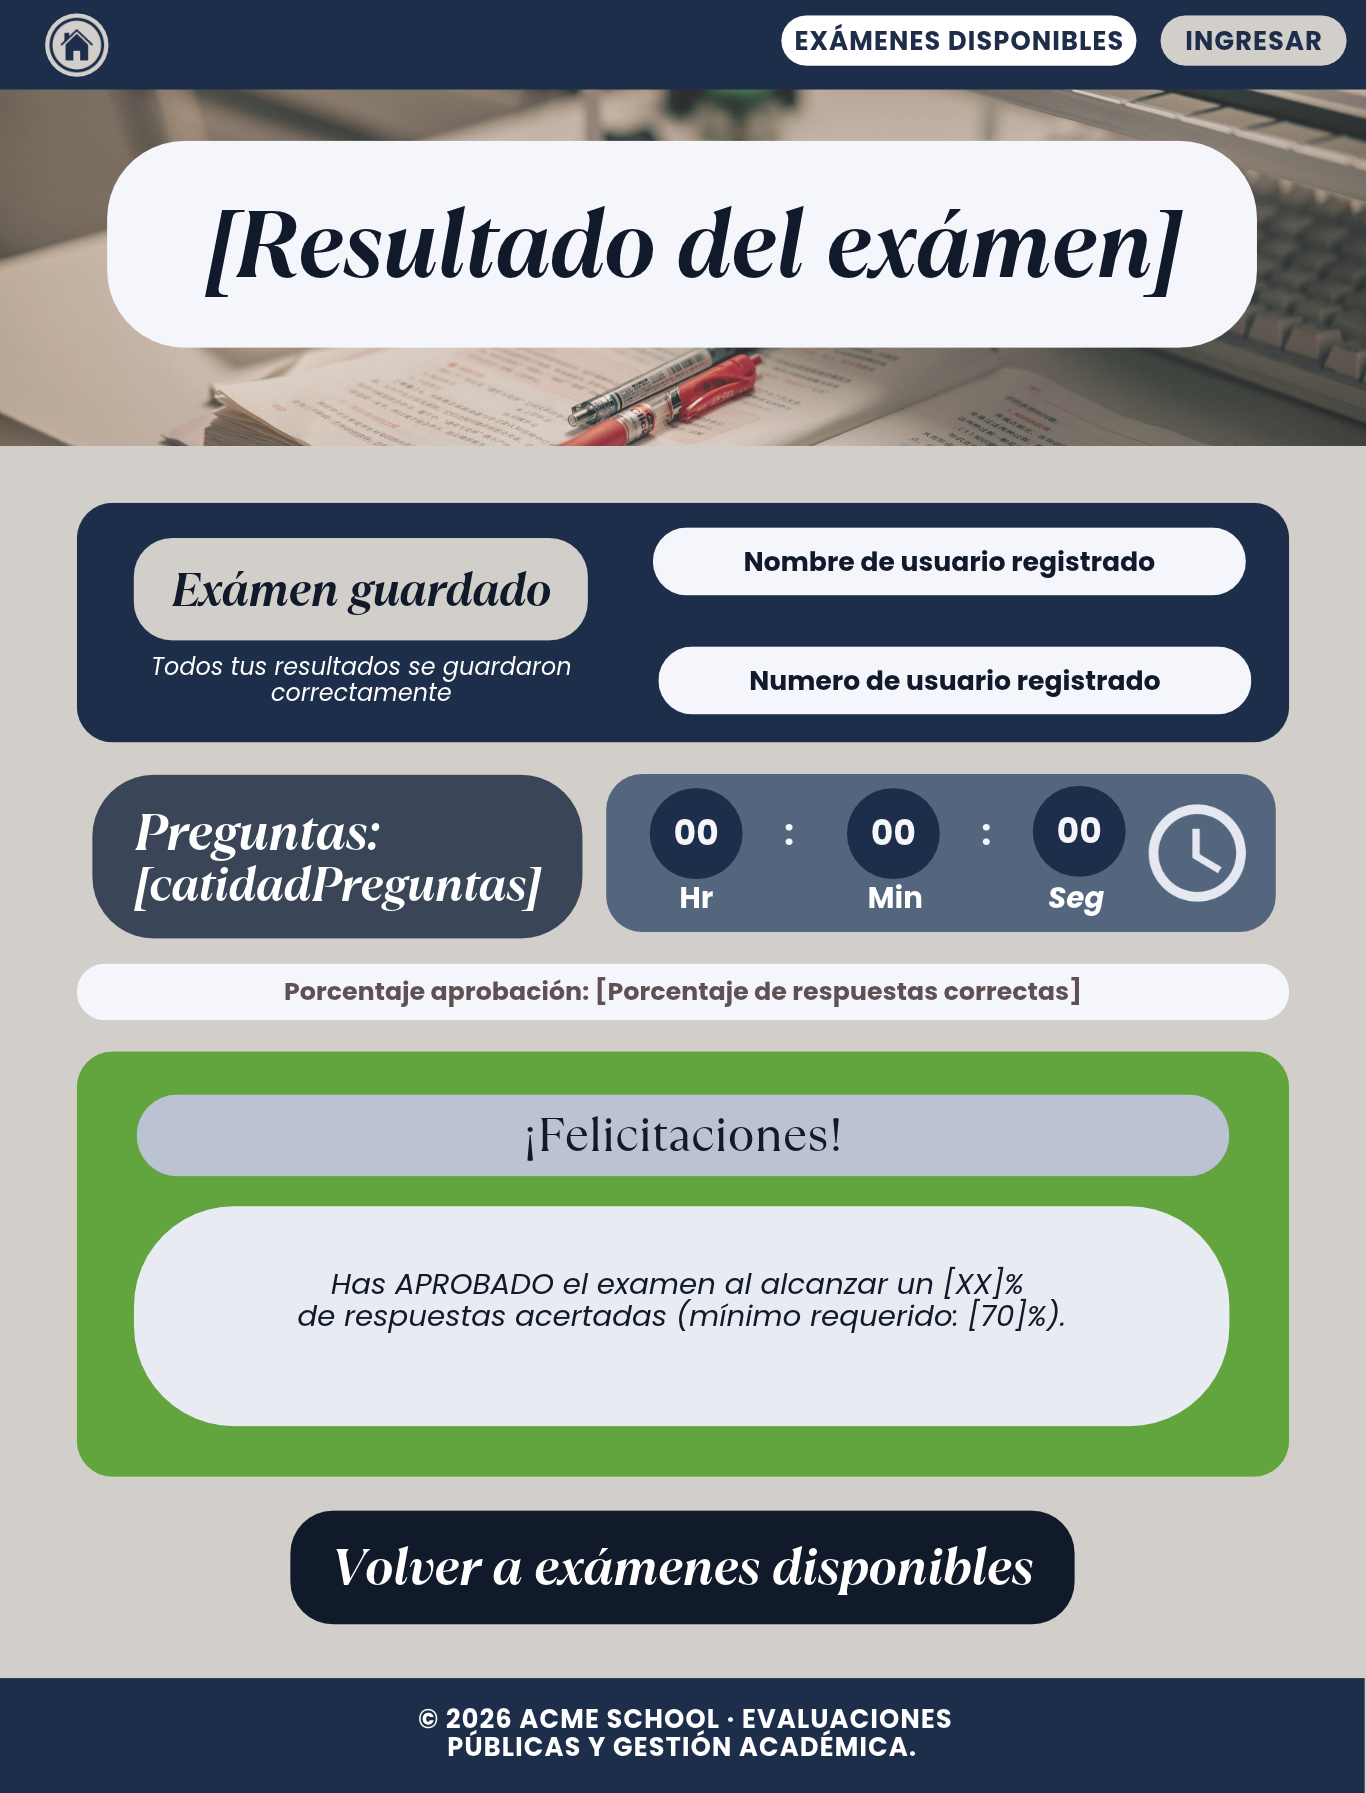 EXÁMENES DISPONIBLES
INGRESAR
[Resultado del exámen]
Exámen guardado
Todos tus resultados se guardaron
correctamente
Nombre de usuario registrado
Numero de usuario registrado
Preguntas:
[catidadPreguntas]
00 : 00 : 00
Hr Min Seg
Porcentaje aprobación: [Porcentaje de respuestas correctas]
¡Felicitaciones!
Has APROBADO el examen al alcanzar un [XX]%
de respuestas acertadas (mínimo requerido: [70]%).
Volver a exámenes disponibles
© 2026 ACME SCHOOL · EVALUACIONES
PÚBLICAS Y GESTIÓN ACADÉMICA.